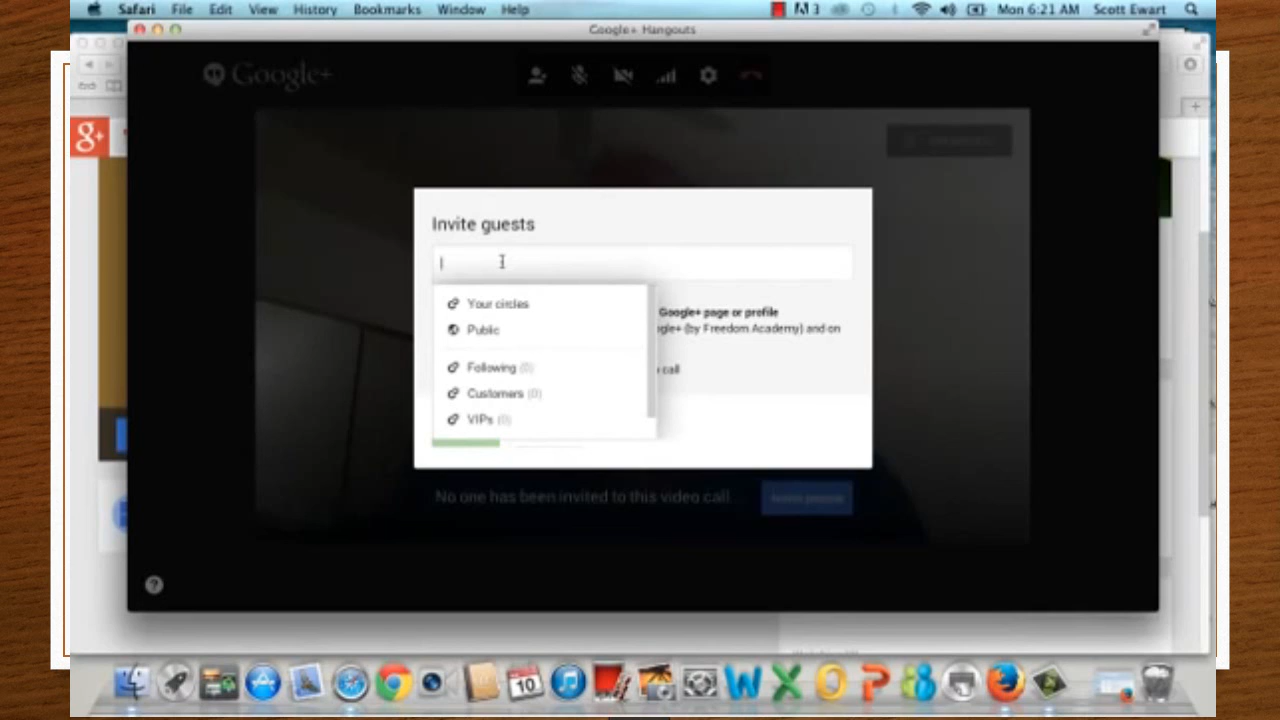 Safari File Edit View History Bookmarks Window Help 3 Mon 6:21 AM Scott Ewart
Google+ Hangouts
Google+
g+
Invite guests
Your circles
Public
Google+ page or profile
gle+ (by Freedom Academy) and on
Following (0)
call
Customers (0)
VIPs (0)
No one has been invited to this video call
?
10
W X O P